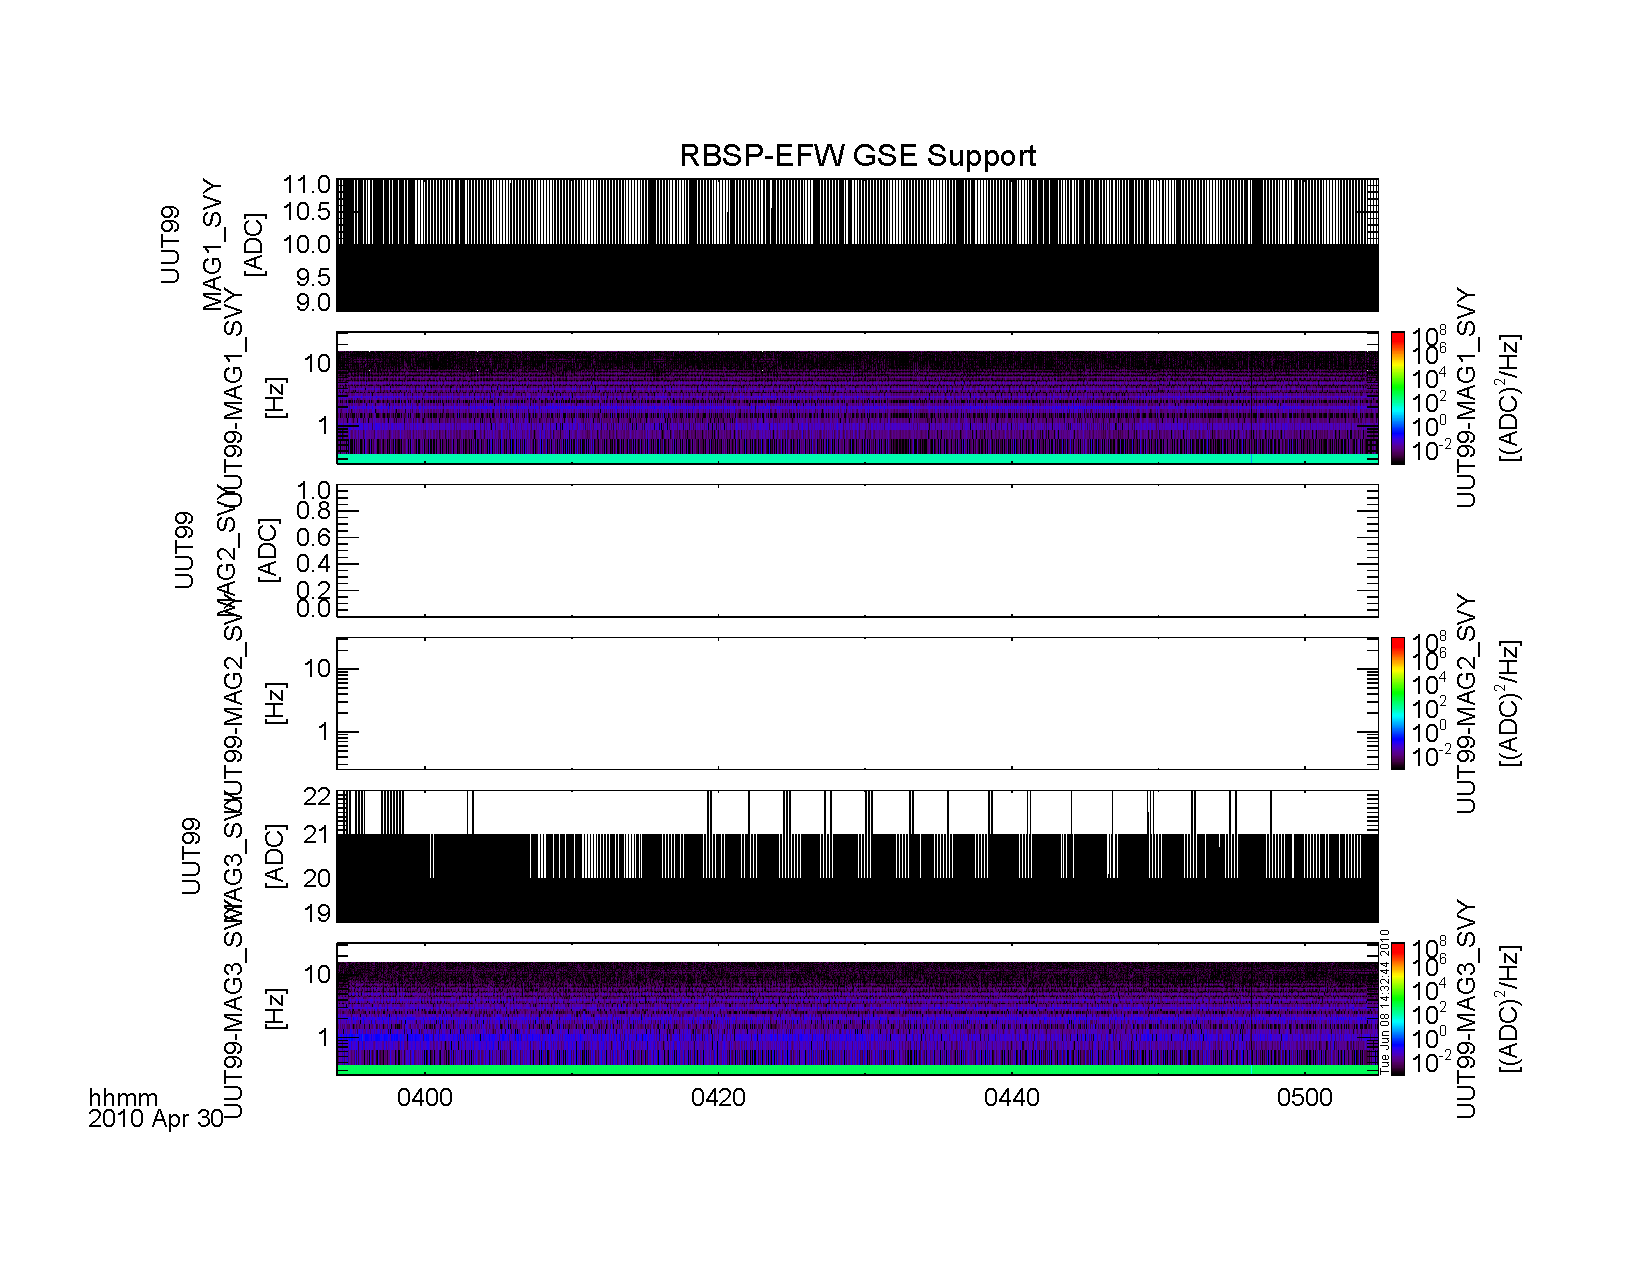 RBSP-EFW GSE Support
UUT99
MAG1_SVY
[ADC]
11.0
10.5
10.0
9.5
9.0
UUT99-MAG1_SVY
[Hz]
10
1
10^8
10^6
10^4
10^2
10^0
10^-2
UUT99-MAG1_SVY
[(ADC)^2/Hz]
UUT99
MAG2_SVY
[ADC]
1.0
0.8
0.6
0.4
0.2
0.0
UUT99-MAG2_SVY
[Hz]
10
1
10^8
10^6
10^4
10^2
10^0
10^-2
UUT99-MAG2_SVY
[(ADC)^2/Hz]
UUT99
MAG3_SVY
[ADC]
22
21
20
19
UUT99-MAG3_SVY
[Hz]
10
1
Tue Jun 08 14:32:44 2010
10^8
10^6
10^4
10^2
10^0
10^-2
UUT99-MAG3_SVY
[(ADC)^2/Hz]
hhmm
2010 Apr 30
0400
0420
0440
0500